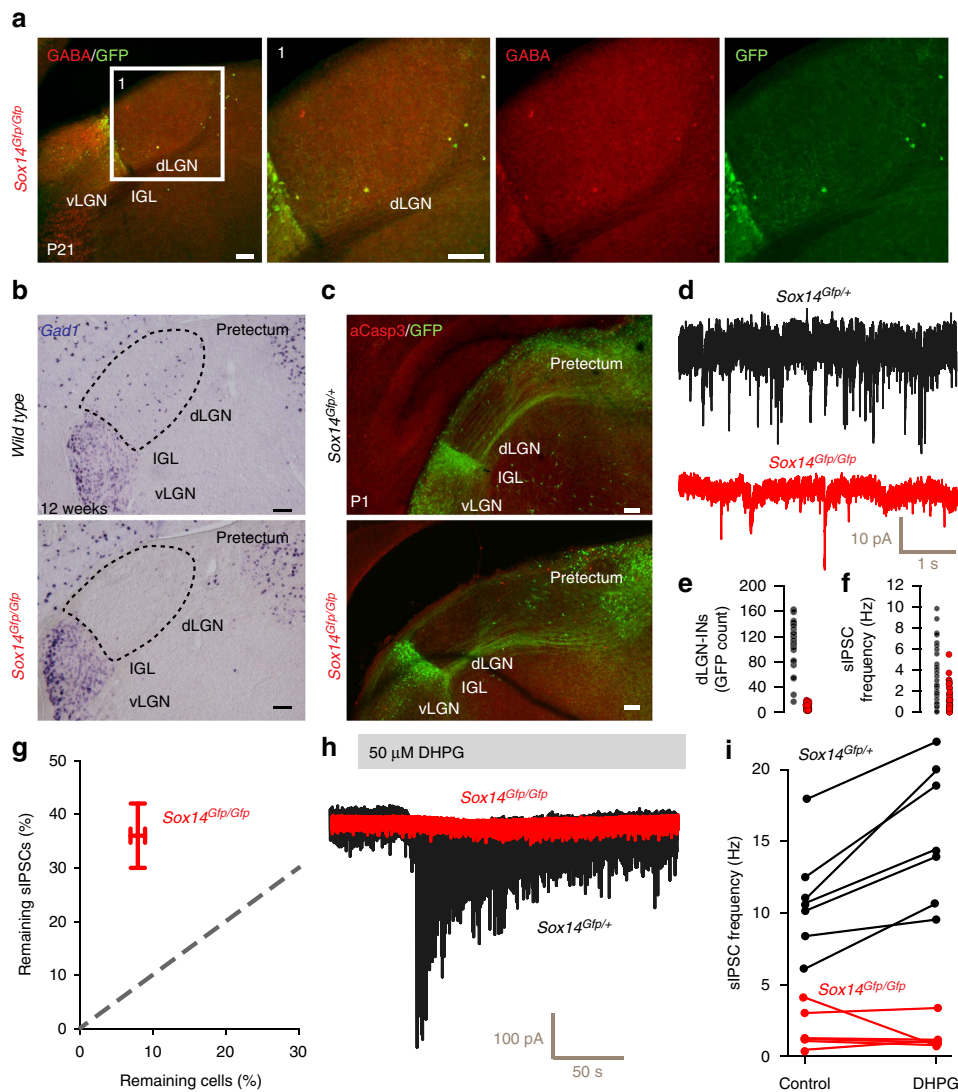 a
GABA/GFP
1
dLGN
IGL
vLGN
P21
Sox14Gfp/Gfp
1
dLGN
GABA
GFP
b
Gad1
Pretectum
dLGN
IGL
vLGN
12 weeks
Wild type
Pretectum
dLGN
IGL
vLGN
Sox14Gfp/Gfp
c
aCasp3/GFP
Pretectum
dLGN
IGL
vLGN
P1
Sox14Gfp/+
Pretectum
dLGN
IGL
vLGN
Sox14Gfp/Gfp
d
Sox14Gfp/+
Sox14Gfp/Gfp
10 pA
1 s
e
dLGN-INs
(GFP count)
200
160
120
80
40
0
f
sIPSC
frequency (Hz)
12
10
8
6
4
2
0
g
Remaining sIPSCs (%)
50
40
30
20
10
0
Sox14Gfp/Gfp
0
10
20
30
Remaining cells (%)
h
50 μM DHPG
Sox14Gfp/Gfp
Sox14Gfp/+
100 pA
50 s
i
sIPSC frequency (Hz)
20
15
10
5
0
Sox14Gfp/+
Sox14Gfp/Gfp
Control
DHPG